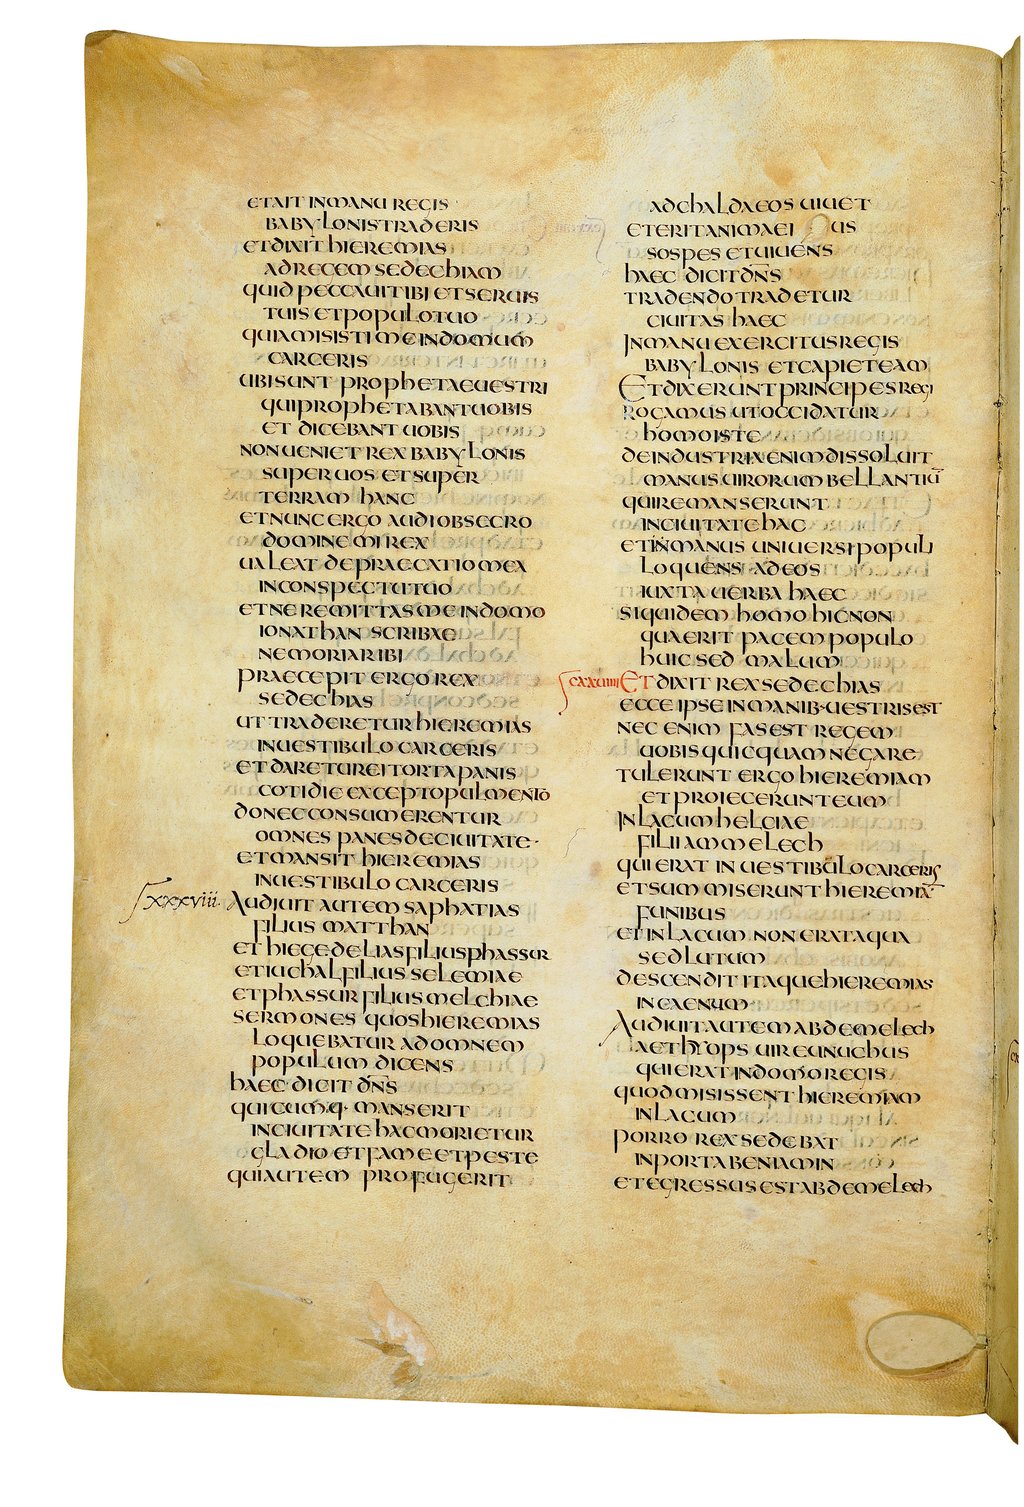 ET AIT IN MANU REGIS
BABYLONIS TRADERIS
ET DIXIT HIEREMIAS
AD REGEM SEDECHIAM
QUID PECCAUI TIBI ET SERUIS
TUIS ET POPULO TUO
QUIA MISISTI ME IN DOMUM
CARCERIS
UBI SUNT PROPHETAE UESTRI
QUI PROPHETABANT UOBIS
ET DICEBANT UOBIS
NON UENIET REX BABYLONIS
SUPER UOS ET SUPER
TERRAM HANC
ET NUNC ERGO AUDI OBSECRO
DOMINE MI REX
UALEAT DEPRAECATIO MEA
IN CONSPECTU TUO
ET NE REMITTAS ME IN DOMO
IONATHAN SCRIBAE
NE MORIAR IBI
PRAECEPIT ERGO REX
SEDECHIAS
UT TRADERETUR HIEREMIAS
IN UESTIBULO CARCERIS
ET DARETUR EI TORTA PANIS
COTIDIE EXCEPTO PULMENTO
DONEC CONSUMERENTUR
OMNES PANES DE CIUITATE ·
ET MANSIT HIEREMIAS
IN UESTIBULO CARCERIS
xxxviii. AUDIUIT AUTEM SAPHATIAS
FILIUS MATTHAN
ET HIEGEDELIAS FILIUS PHASSUR
ET IUCHAL FILIUS SELEMIAE
ET PHASSUR FILIUS MELCHIAE
SERMONES QUOS HIEREMIAS
LOQUEBATUR AD OMNEM
POPULUM DICENS
HAEC DICIT DN̄S
QUICUMQ· MANSERIT
IN CIUITATE HAC MORIETUR
GLADIO ET FAME ET PESTE
QUI AUTEM PROFUGERIT
AD CHALDAEOS UIUET
ET ERIT ANIMA EI US
SOSPES ET UIUENS
HAEC DICIT DN̄S
TRADENDO TRADETUR
CIUITAS HAEC
IN MANU EXERCITUS REGIS
BABYLONIS ET CAPIET EAM
ET DIXERUNT PRINCIPES REGI
ROGAMUS UT OCCIDATUR
HOMO ISTE
DE INDUSTRIA ENIM DISSOLUIT
MANUS UIRORUM BELLANTIŪ
QUI REMANSERUNT
IN CIUITATE HAC
ET IN MANUS UNIUERSI POPULI
LOQUENS AD EOS
IUXTA UERBA HAEC
SIQUIDEM HOMO HIC NON
QUAERIT PACEM POPULO
HUIC SED MALUM
CXXUIIII ET DIXIT REX SEDECHIAS
ECCE IPSE IN MANIB· UESTRIS EST
NEC ENIM FAS EST REGEM
UOBIS QUICQUAM NEGARE
TULERUNT ERGO HIEREMIAM
ET PROIECERUNT EUM
IN LACUM HELCIAE
FILII AMMELECH
QUI ERAT IN UESTIBULO CARCERIS
ET SUMMISERUNT HIEREMIĀ
FUNIBUS
ET IN LACUM NON ERAT AQUA
SED LUTUM
DESCENDIT ITAQUE HIEREMIAS
IN CAENUM
AUDIUIT AUTEM ABDEMELECH
AETHYOPS UIR EUNUCHUS
QUI ERAT IN DOMO REGIS
QUOD MISISSENT HIEREMIAM
IN LACUM
PORRO REX SEDEBAT
IN PORTA BENIAMIN
ET EGRESSUS EST ABDEMELECH